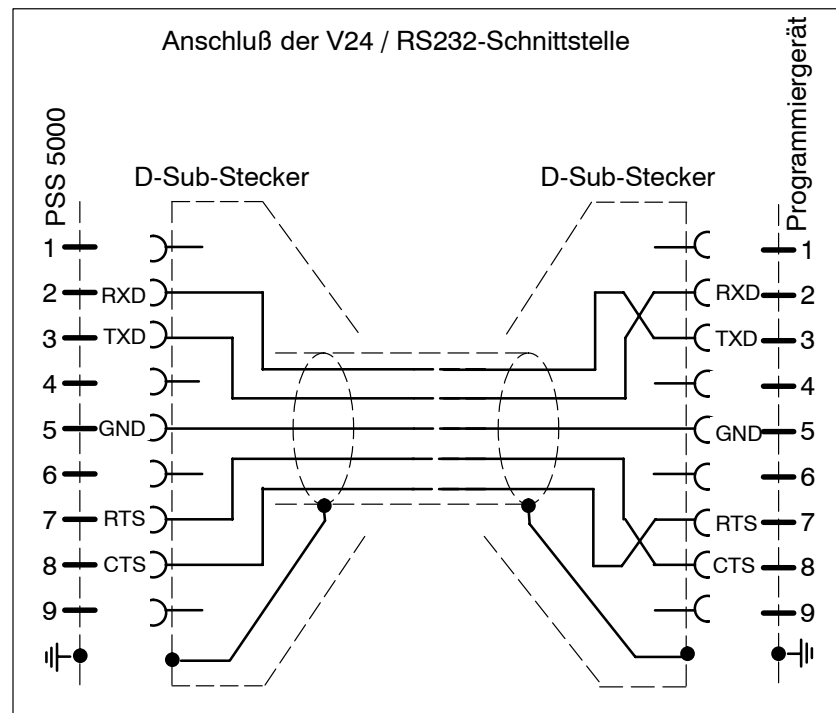 Anschluß der V24 / RS232-Schnittstelle
PSS 5000
Programmiergerät
D-Sub-Stecker
D-Sub-Stecker
1
1
2 RXD
RXD 2
3 TXD
TXD 3
4
4
5 GND
GND 5
6
6
7 RTS
RTS 7
8 CTS
CTS 8
9
9